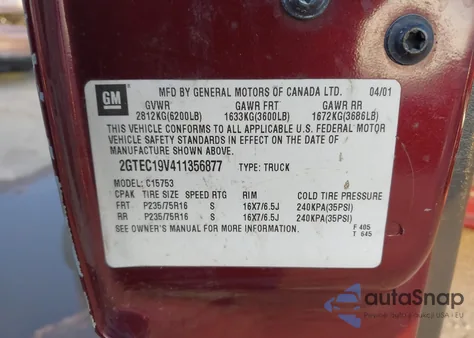 GM
MFD BY GENERAL MOTORS OF CANADA LTD. 04/01
GVWR GAWR FRT GAWR RR
2812KG(6200LB) 1633KG(3600LB) 1672KG(3686LB)
THIS VEHICLE CONFORMS TO ALL APPLICABLE U.S. FEDERAL MOTOR
VEHICLE SAFETY STANDARDS IN EFFECT ON THE DATE OF
MANUFACTURE SHOWN ABOVE.
2GTEC19V411356877 TYPE: TRUCK
MODEL: C15753
CPAK TIRE SIZE SPEED RTG RIM COLD TIRE PRESSURE
FRT P235/75R16 S 16X7/6.5J 240KPA(35PSI)
RR P235/75R16 S 16X7/6.5J 240KPA(35PSI)
SEE OWNER'S MANUAL FOR MORE INFORMATION.
F 405
T 645
autoSnap